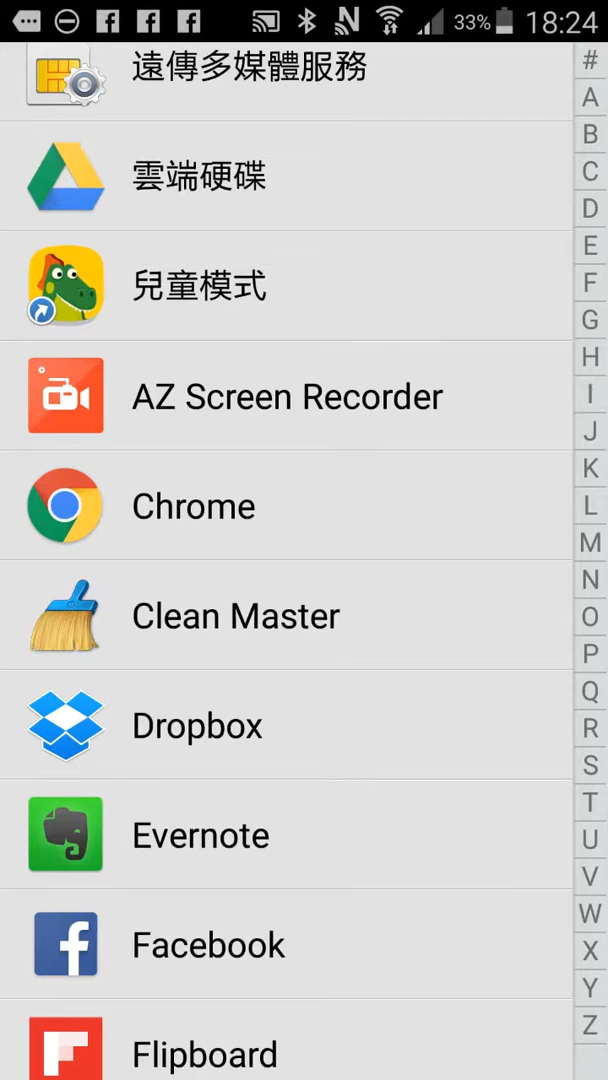 33% 18:24
遠傳多媒體服務
雲端硬碟
兒童模式
AZ Screen Recorder
Chrome
Clean Master
Dropbox
Evernote
Facebook
Flipboard
#
A
B
C
D
E
F
G
H
I
J
K
L
M
N
O
P
Q
R
S
T
U
V
W
X
Y
Z